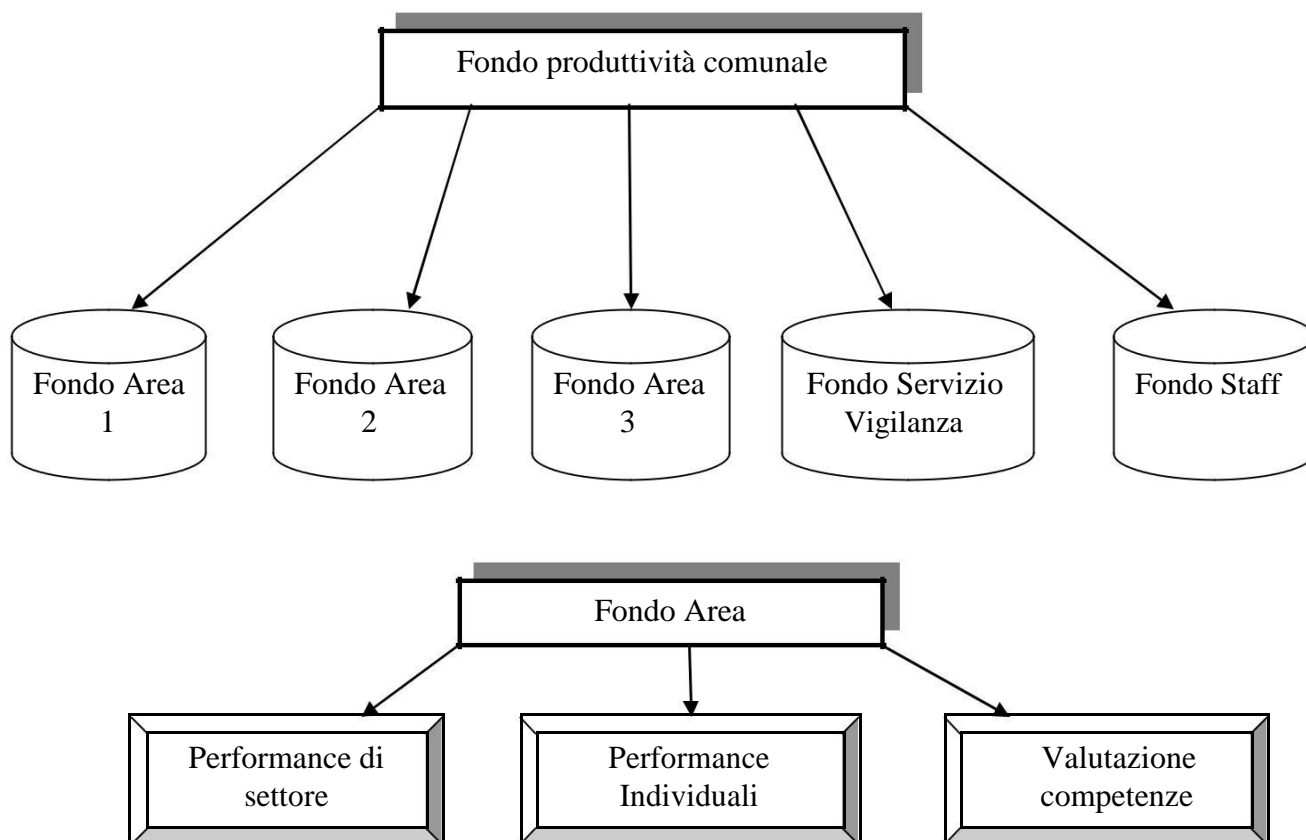 Fondo produttività comunale
Fondo Area
1
Fondo Area
2
Fondo Area
3
Fondo Servizio
Vigilanza
Fondo Staff
Fondo Area
Performance di
settore
Performance
Individuali
Valutazione
competenze